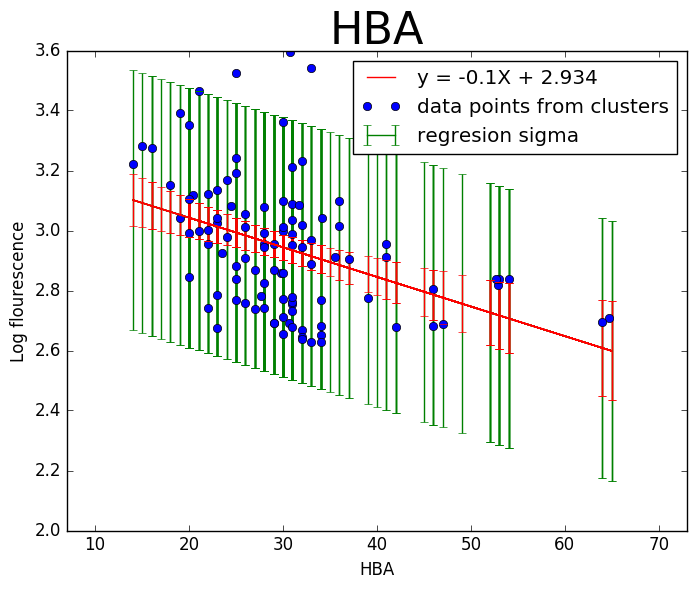 HBA
y = -0.1X + 2.934
data points from clusters
regresion sigma
3.6
3.4
3.2
3.0
2.8
2.6
2.4
2.2
2.0
Log flourescence
10 20 30 40 50 60 70
HBA